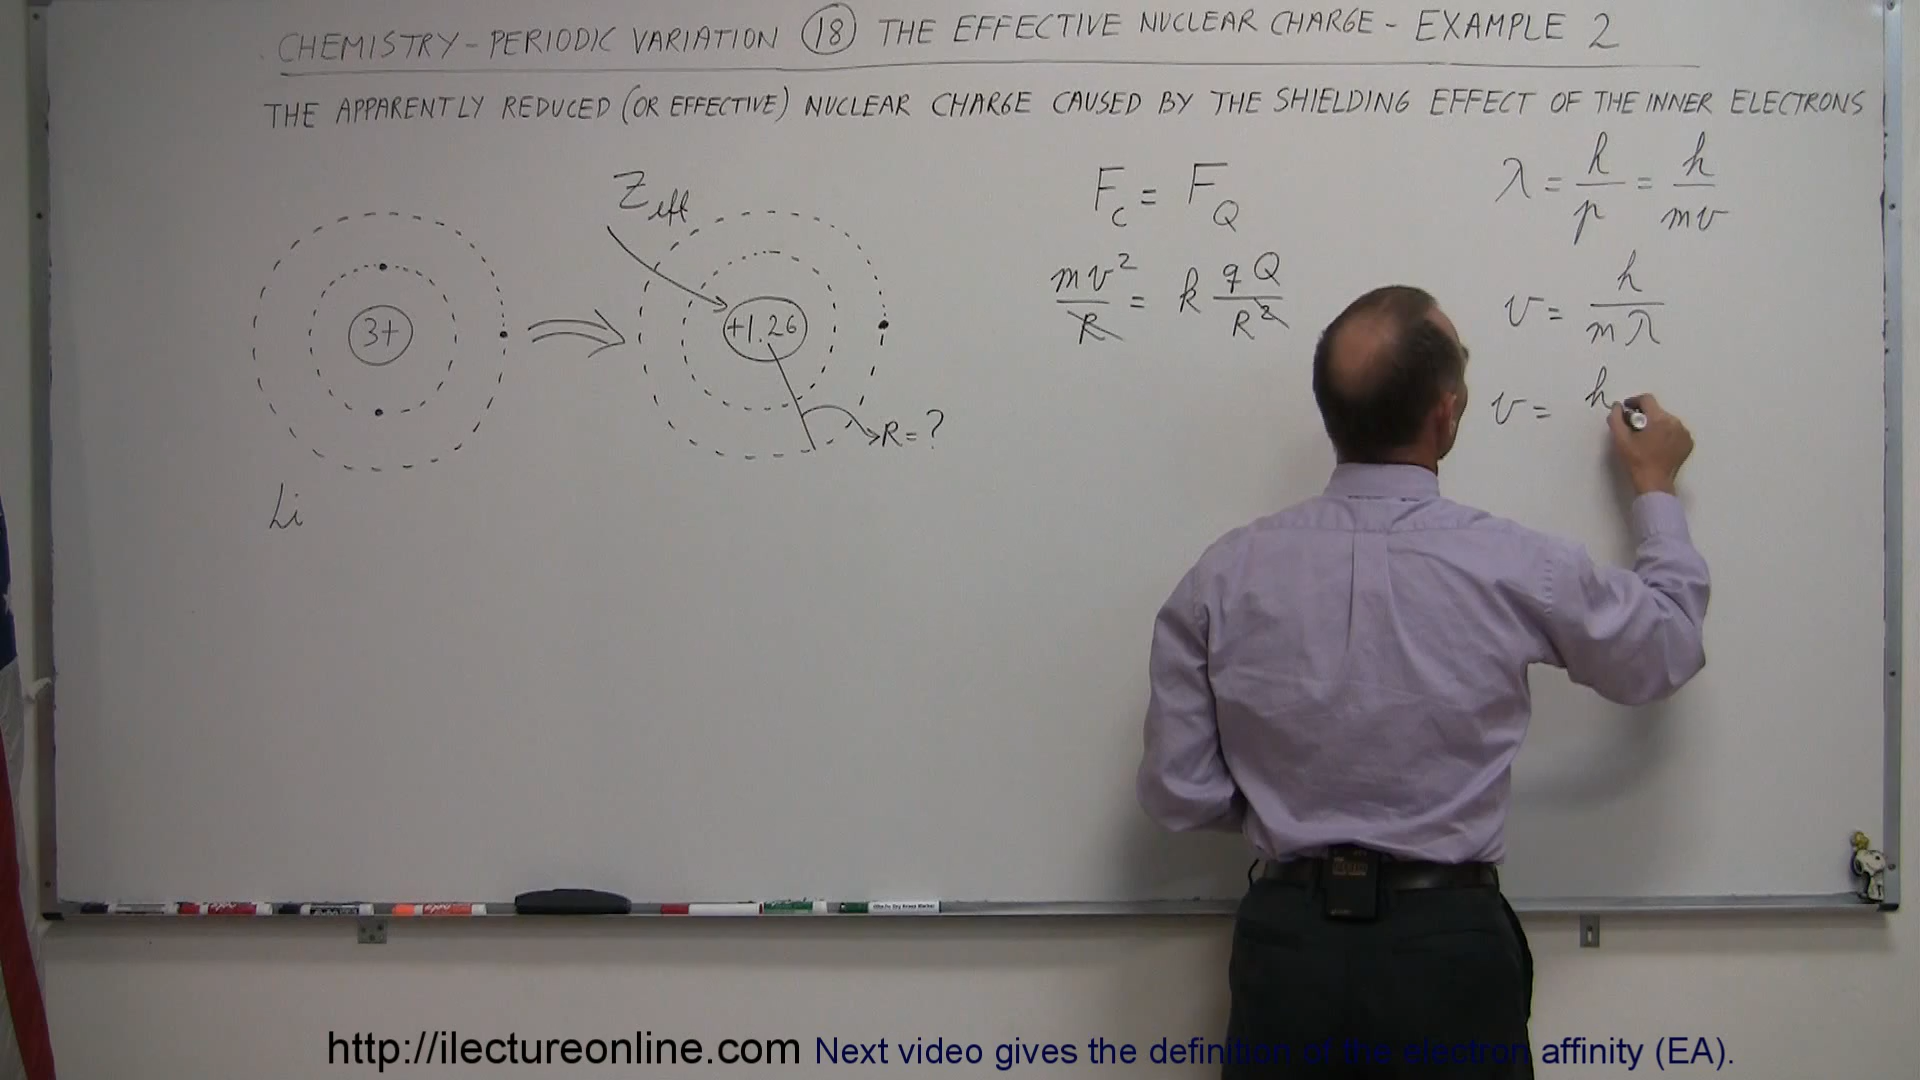 CHEMISTRY - PERIODIC VARIATION (18) THE EFFECTIVE NUCLEAR CHARGE - EXAMPLE 2
THE APPARENTLY REDUCED (OR EFFECTIVE) NUCLEAR CHARGE CAUSED BY THE SHIELDING EFFECT OF THE INNER ELECTRONS
Zeff
3+
+1.26
R = ?
Li
F_C = F_Q
mv²/R = k qQ/R²
λ = h/p = h/mv
v = h/mλ
v = h
http://ilectureonline.com Next video gives the definition of the electron affinity (EA).